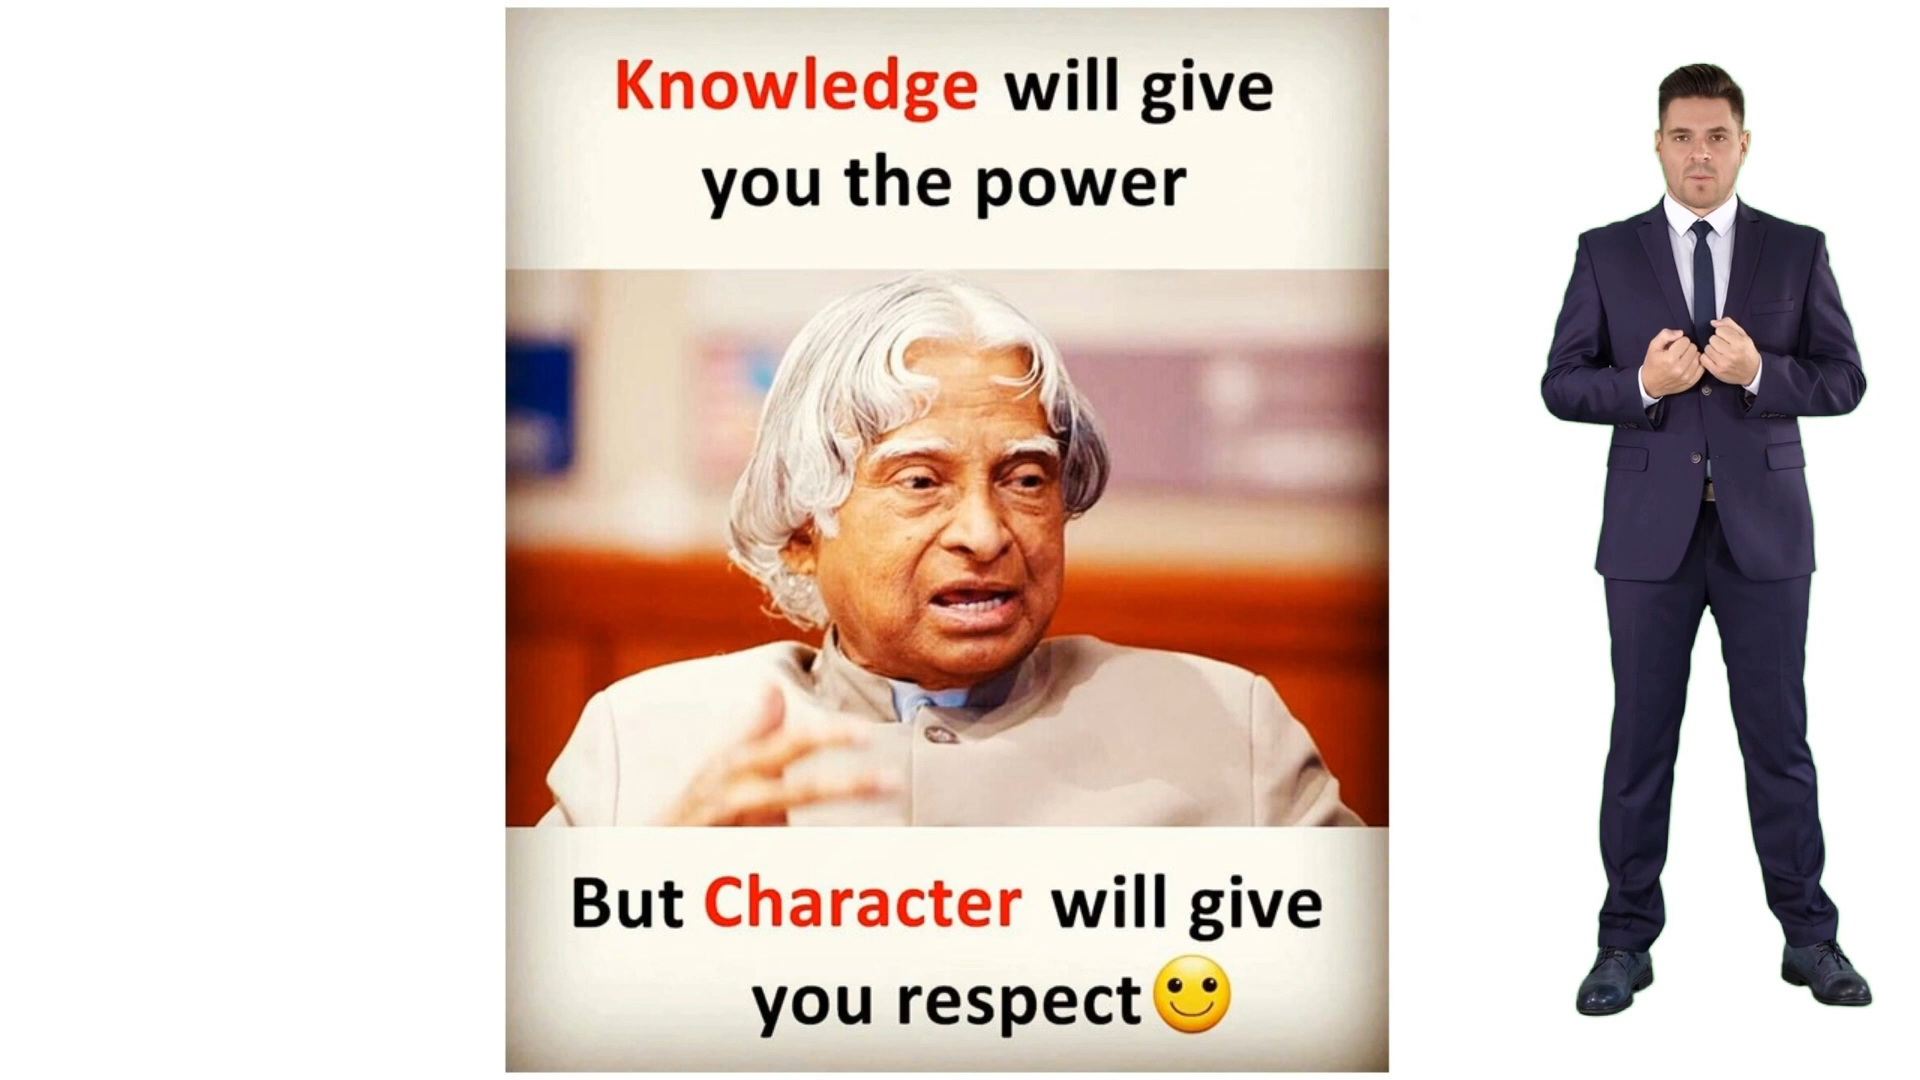 Knowledge will give
you the power
But Character will give
you respect